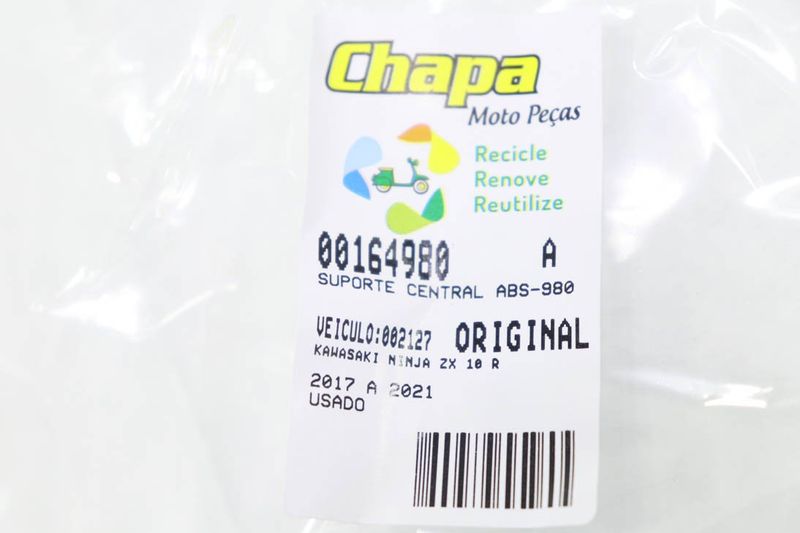 Chapa
Moto Peças
Recicle
Renove
Reutilize
00164980 A
SUPORTE CENTRAL ABS-980
VEICULO:002127 ORIGINAL
KAWASAKI NINJA ZX 10 R
2017 A 2021
USADO